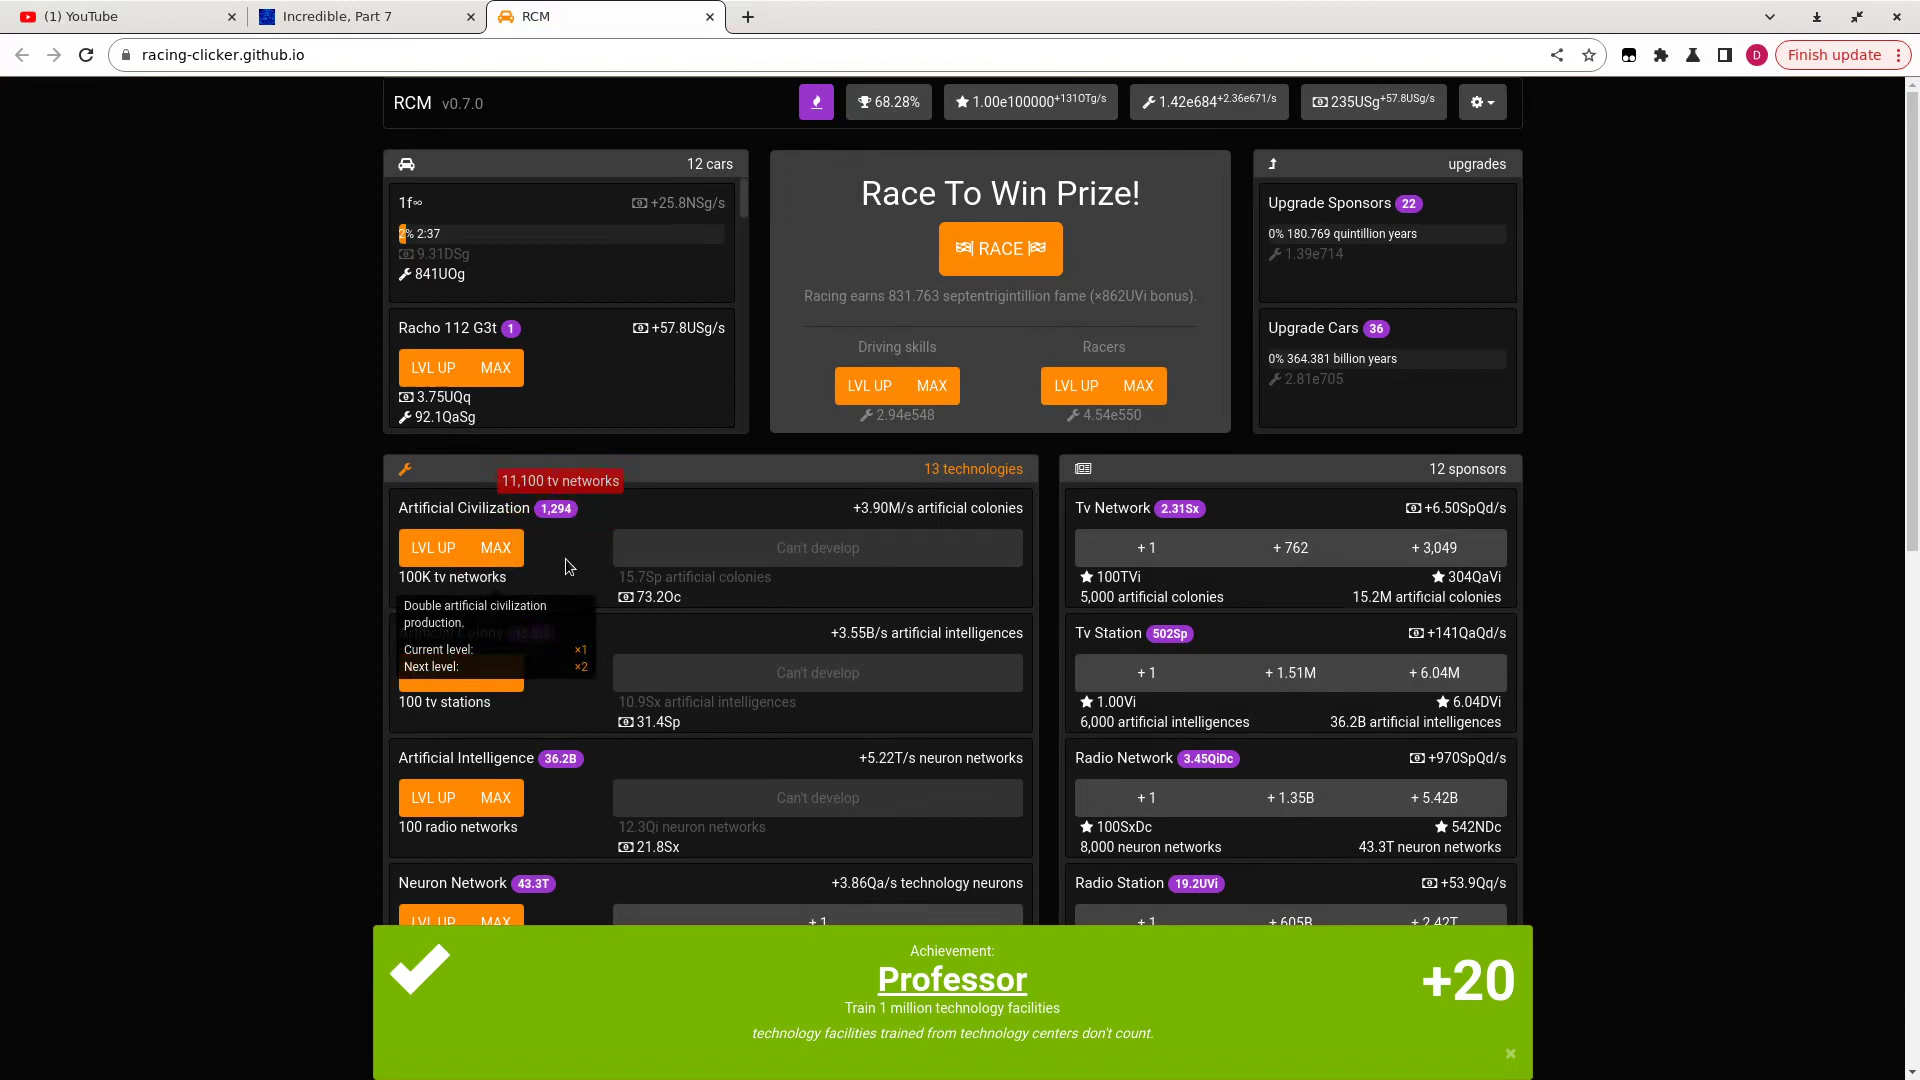 (1) YouTube
Incredible, Part 7
RCM
racing-clicker.github.io
D
Finish update
RCM v0.7.0
68.28%
1.00e100000+131OTg/s
1.42e684+2.36e671/s
235USg+57.8USg/s
12 cars
1f∞
+25.8NSg/s
2% 2:37
9.31DSg
841UOg
Racho 112 G3t 1
+57.8USg/s
LVL UP MAX
3.75UQq
92.1QaSg
Race To Win Prize!
RACE
Racing earns 831.763 septentrigintillion fame (×862UVi bonus).
Driving skills
Racers
LVL UP MAX
LVL UP MAX
2.94e548
4.54e550
upgrades
Upgrade Sponsors 22
0% 180.769 quintillion years
1.39e714
Upgrade Cars 36
0% 364.381 billion years
2.81e705
13 technologies
11,100 tv networks
Artificial Civilization 1,294
+3.90M/s artificial colonies
LVL UP MAX
Can't develop
100K tv networks
15.7Sp artificial colonies
73.2Oc
Double artificial civilization
production.
Current level: ×1
Next level: ×2
Artificial Colony
+3.55B/s artificial intelligences
Can't develop
100 tv stations
10.9Sx artificial intelligences
31.4Sp
Artificial Intelligence 36.2B
+5.22T/s neuron networks
LVL UP MAX
Can't develop
100 radio networks
12.3Qi neuron networks
21.8Sx
Neuron Network 43.3T
+3.86Qa/s technology neurons
LVL UP MAX
+ 1
12 sponsors
Tv Network 2.31Sx
+6.50SpQd/s
+ 1
+ 762
+ 3,049
100TVi
304QaVi
5,000 artificial colonies
15.2M artificial colonies
Tv Station 502Sp
+141QaQd/s
+ 1
+ 1.51M
+ 6.04M
1.00Vi
6.04DVi
6,000 artificial intelligences
36.2B artificial intelligences
Radio Network 3.45QiDc
+970SpQd/s
+ 1
+ 1.35B
+ 5.42B
100SxDc
542NDc
8,000 neuron networks
43.3T neuron networks
Radio Station 19.2UVi
+53.9Qq/s
+ 1
+ 605B
+ 2.42T
Achievement:
Professor
Train 1 million technology facilities
technology facilities trained from technology centers don't count.
+20
×